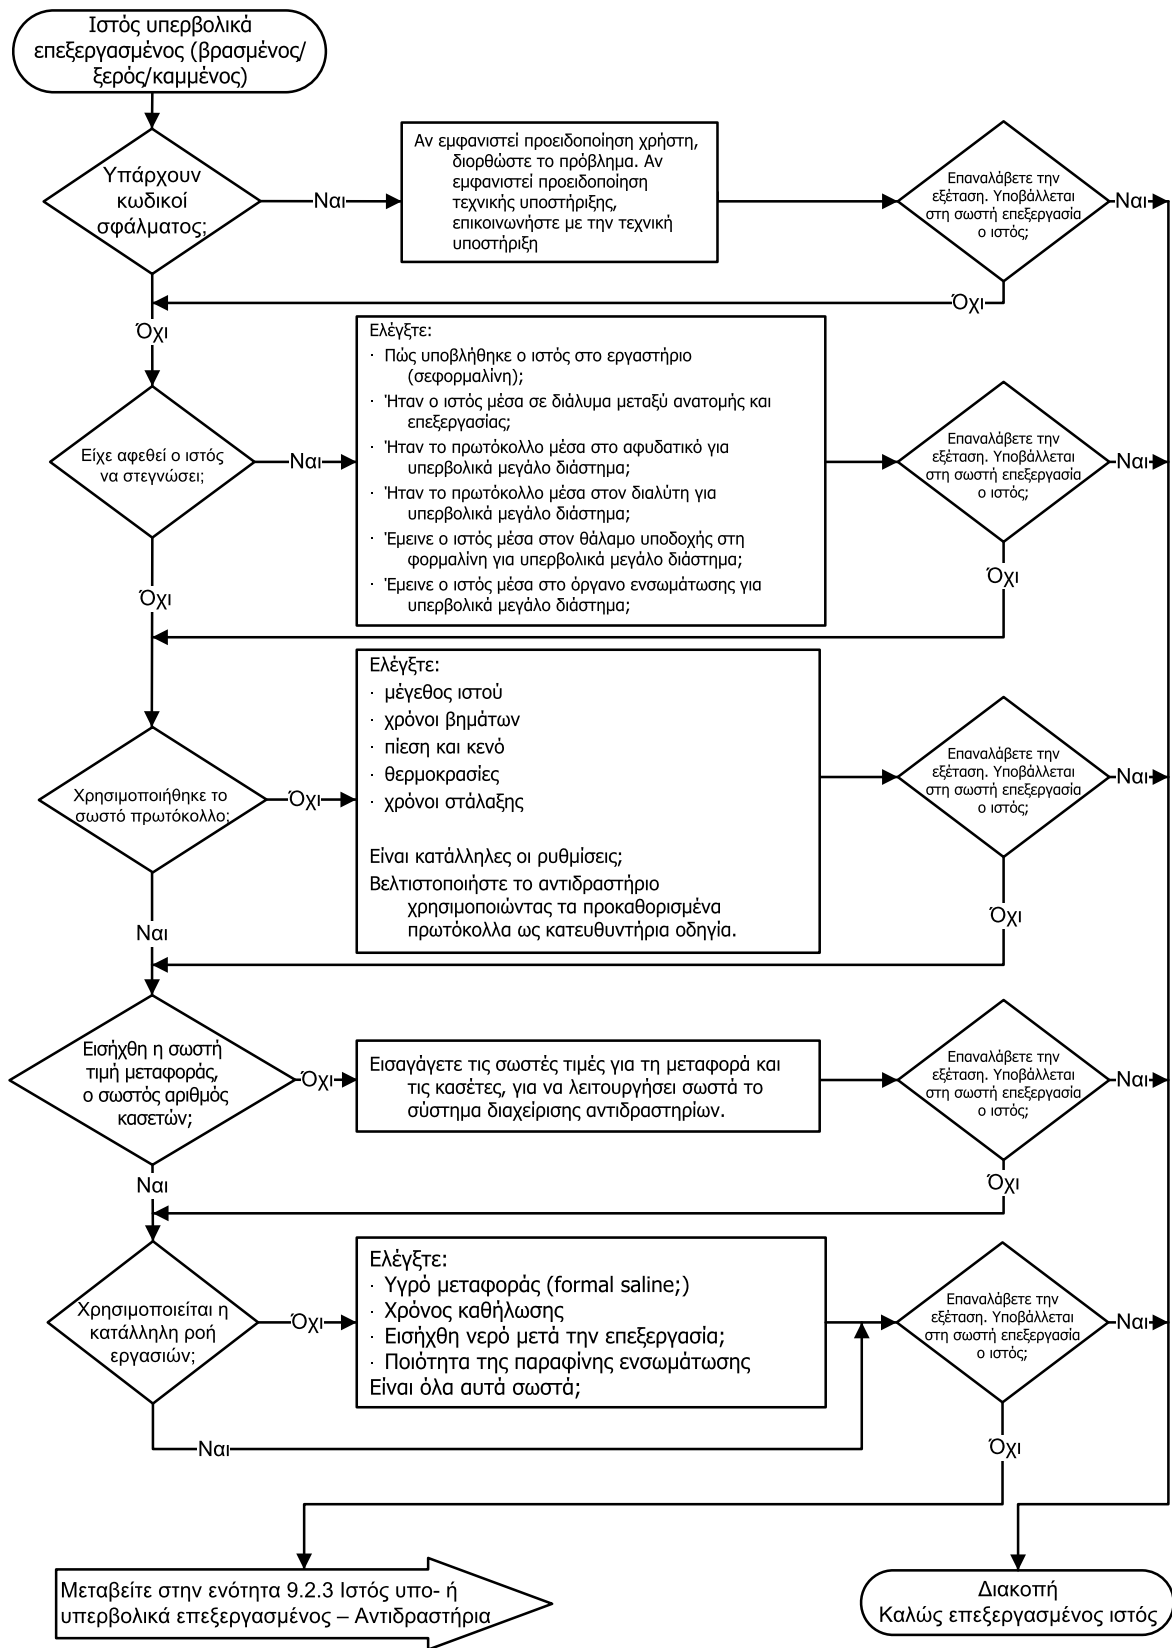 Ιστός υπερβολικά
επεξεργασμένος (βρασμένος/
ξερός/καμμένος)
Υπάρχουν
κωδικοί
σφάλματος;
Ναι
Αν εμφανιστεί προειδοποίηση χρήστη,
διορθώστε το πρόβλημα. Αν
εμφανιστεί προειδοποίηση
τεχνικής υποστήριξης,
επικοινωνήστε με την τεχνική
υποστήριξη
Επαναλάβετε την
εξέταση. Υποβάλλεται
στη σωστή επεξεργασία
ο ιστός;
Ναι
Όχι
Όχι
Είχε αφεθεί ο ιστός
να στεγνώσει;
Ναι
Ελέγξτε:
· Πώς υποβλήθηκε ο ιστός στο εργαστήριο
(σεφορμαλίνη);
· Ήταν ο ιστός μέσα σε διάλυμα μεταξύ ανατομής και
επεξεργασίας;
· Ήταν το πρωτόκολλο μέσα στο αφυδατικό για
υπερβολικά μεγάλο διάστημα;
· Ήταν το πρωτόκολλο μέσα στον διαλύτη για
υπερβολικά μεγάλο διάστημα;
· Έμεινε ο ιστός μέσα στον θάλαμο υποδοχής στη
φορμαλίνη για υπερβολικά μεγάλο διάστημα;
· Έμεινε ο ιστός μέσα στο όργανο ενσωμάτωσης για
υπερβολικά μεγάλο διάστημα;
Επαναλάβετε την
εξέταση. Υποβάλλεται
στη σωστή επεξεργασία
ο ιστός;
Ναι
Όχι
Όχι
Χρησιμοποιήθηκε το
σωστό πρωτόκολλο;
Όχι
Ελέγξτε:
· μέγεθος ιστού
· χρόνοι βημάτων
· πίεση και κενό
· θερμοκρασίες
· χρόνοι στάλαξης
Είναι κατάλληλες οι ρυθμίσεις;
Βελτιστοποιήστε το αντιδραστήριο
χρησιμοποιώντας τα προκαθορισμένα
πρωτόκολλα ως κατευθυντήρια οδηγία.
Επαναλάβετε την
εξέταση. Υποβάλλεται
στη σωστή επεξεργασία
ο ιστός;
Ναι
Όχι
Ναι
Εισήχθη η σωστή
τιμή μεταφοράς,
ο σωστός αριθμός
κασετών;
Όχι
Εισαγάγετε τις σωστές τιμές για τη μεταφορά και
τις κασέτες, για να λειτουργήσει σωστά το
σύστημα διαχείρισης αντιδραστηρίων.
Επαναλάβετε την
εξέταση. Υποβάλλεται
στη σωστή επεξεργασία
ο ιστός;
Ναι
Όχι
Ναι
Χρησιμοποιείται η
κατάλληλη ροή
εργασιών;
Όχι
Ελέγξτε:
· Υγρό μεταφοράς (formal saline;)
· Χρόνος καθήλωσης
· Εισήχθη νερό μετά την επεξεργασία;
· Ποιότητα της παραφίνης ενσωμάτωσης
Είναι όλα αυτά σωστά;
Επαναλάβετε την
εξέταση. Υποβάλλεται
στη σωστή επεξεργασία
ο ιστός;
Ναι
Ναι
Όχι
Μεταβείτε στην ενότητα 9.2.3 Ιστός υπο- ή
υπερβολικά επεξεργασμένος – Αντιδραστήρια
Διακοπή
Καλώς επεξεργασμένος ιστός